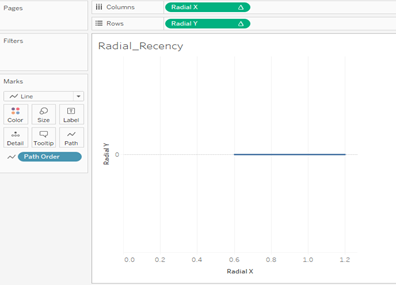 Pages
Columns
Radial X
Rows
Radial Y
Filters
Radial_Recency
Marks
Line
Color
Size
Label
Detail
Tooltip
Path
Path Order
Radial Y
0
0.0 0.2 0.4 0.6 0.8 1.0 1.2
Radial X